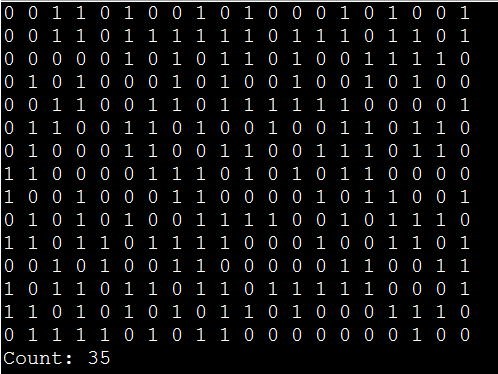 0 0 1 1 0 1 0 0 1 0 1 0 0 0 1 0 1 0 0 1
0 0 1 1 0 1 1 1 1 1 1 0 1 1 1 0 1 1 0 1
0 0 0 0 0 1 0 1 0 1 1 0 1 0 0 1 1 1 1 0
0 1 0 1 0 0 0 1 0 1 0 0 1 0 0 1 0 1 0 0
0 0 1 1 0 0 1 1 0 1 1 1 1 1 1 0 0 0 0 1
0 1 1 0 0 1 1 0 1 0 0 1 0 0 1 1 0 1 1 0
0 1 0 0 0 1 1 0 0 1 1 0 0 1 1 1 0 1 1 0
1 1 0 0 0 0 1 1 1 0 1 0 1 0 1 1 0 0 0 0
1 0 0 1 0 0 0 1 1 0 0 0 0 1 0 1 1 0 0 1
0 1 0 1 0 1 0 0 1 1 1 1 0 0 1 0 1 1 1 0
1 1 0 1 1 0 1 1 1 1 0 0 0 1 0 0 1 1 0 1
0 0 1 0 1 0 0 1 1 0 0 0 0 0 1 1 0 0 1 1
1 0 1 1 0 1 1 0 1 1 0 1 1 1 1 1 0 0 0 1
1 1 0 1 0 1 0 1 0 1 1 0 1 0 0 0 1 1 1 0
0 1 1 1 1 0 1 0 1 1 0 0 0 0 0 0 0 1 0 0
Count: 35